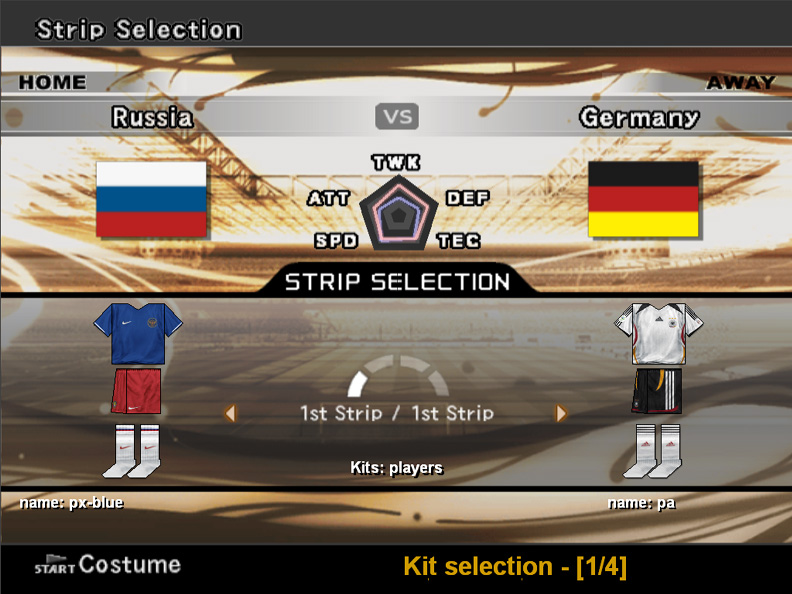 Strip Selection
HOME
AWAY
Russia
VS
Germany
TWK
ATT
DEF
SPD
TEC
STRIP SELECTION
1st Strip / 1st Strip
Kits: players
name: px-blue
name: pa
START Costume
Kit selection - [1/4]